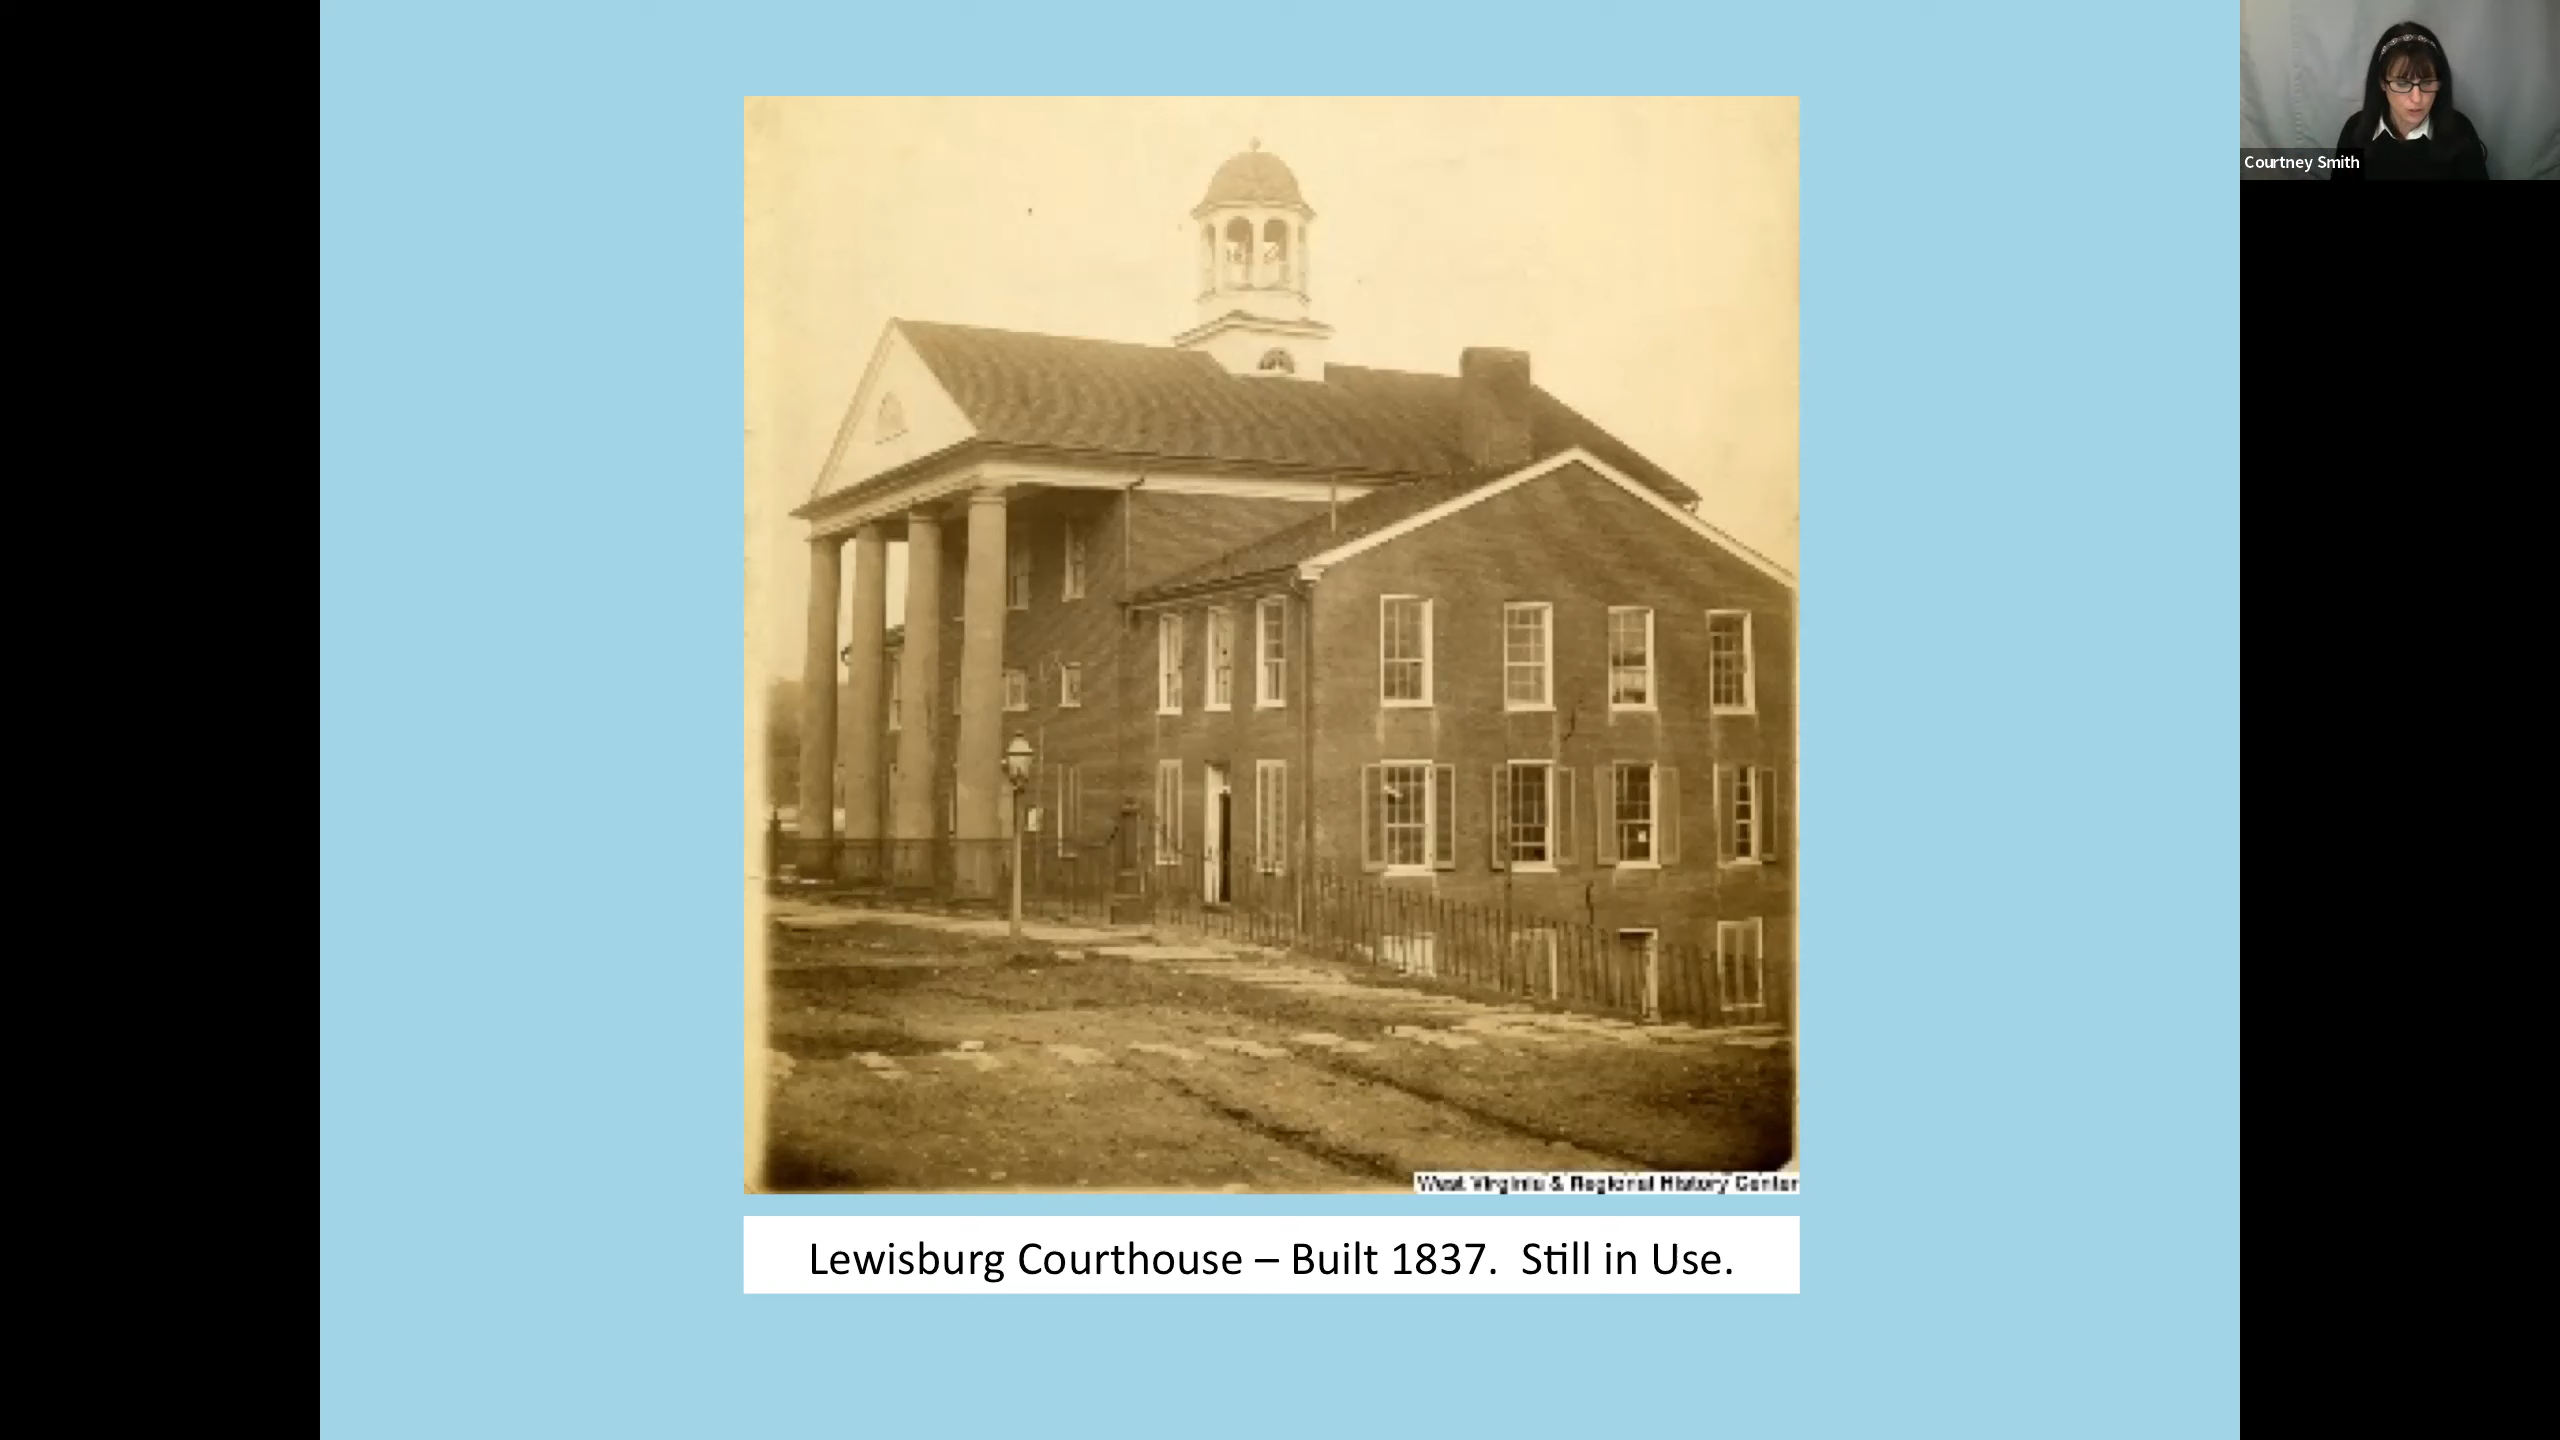 Courtney Smith
West Virginia & Regional History Center
Lewisburg Courthouse – Built 1837.  Still in Use.